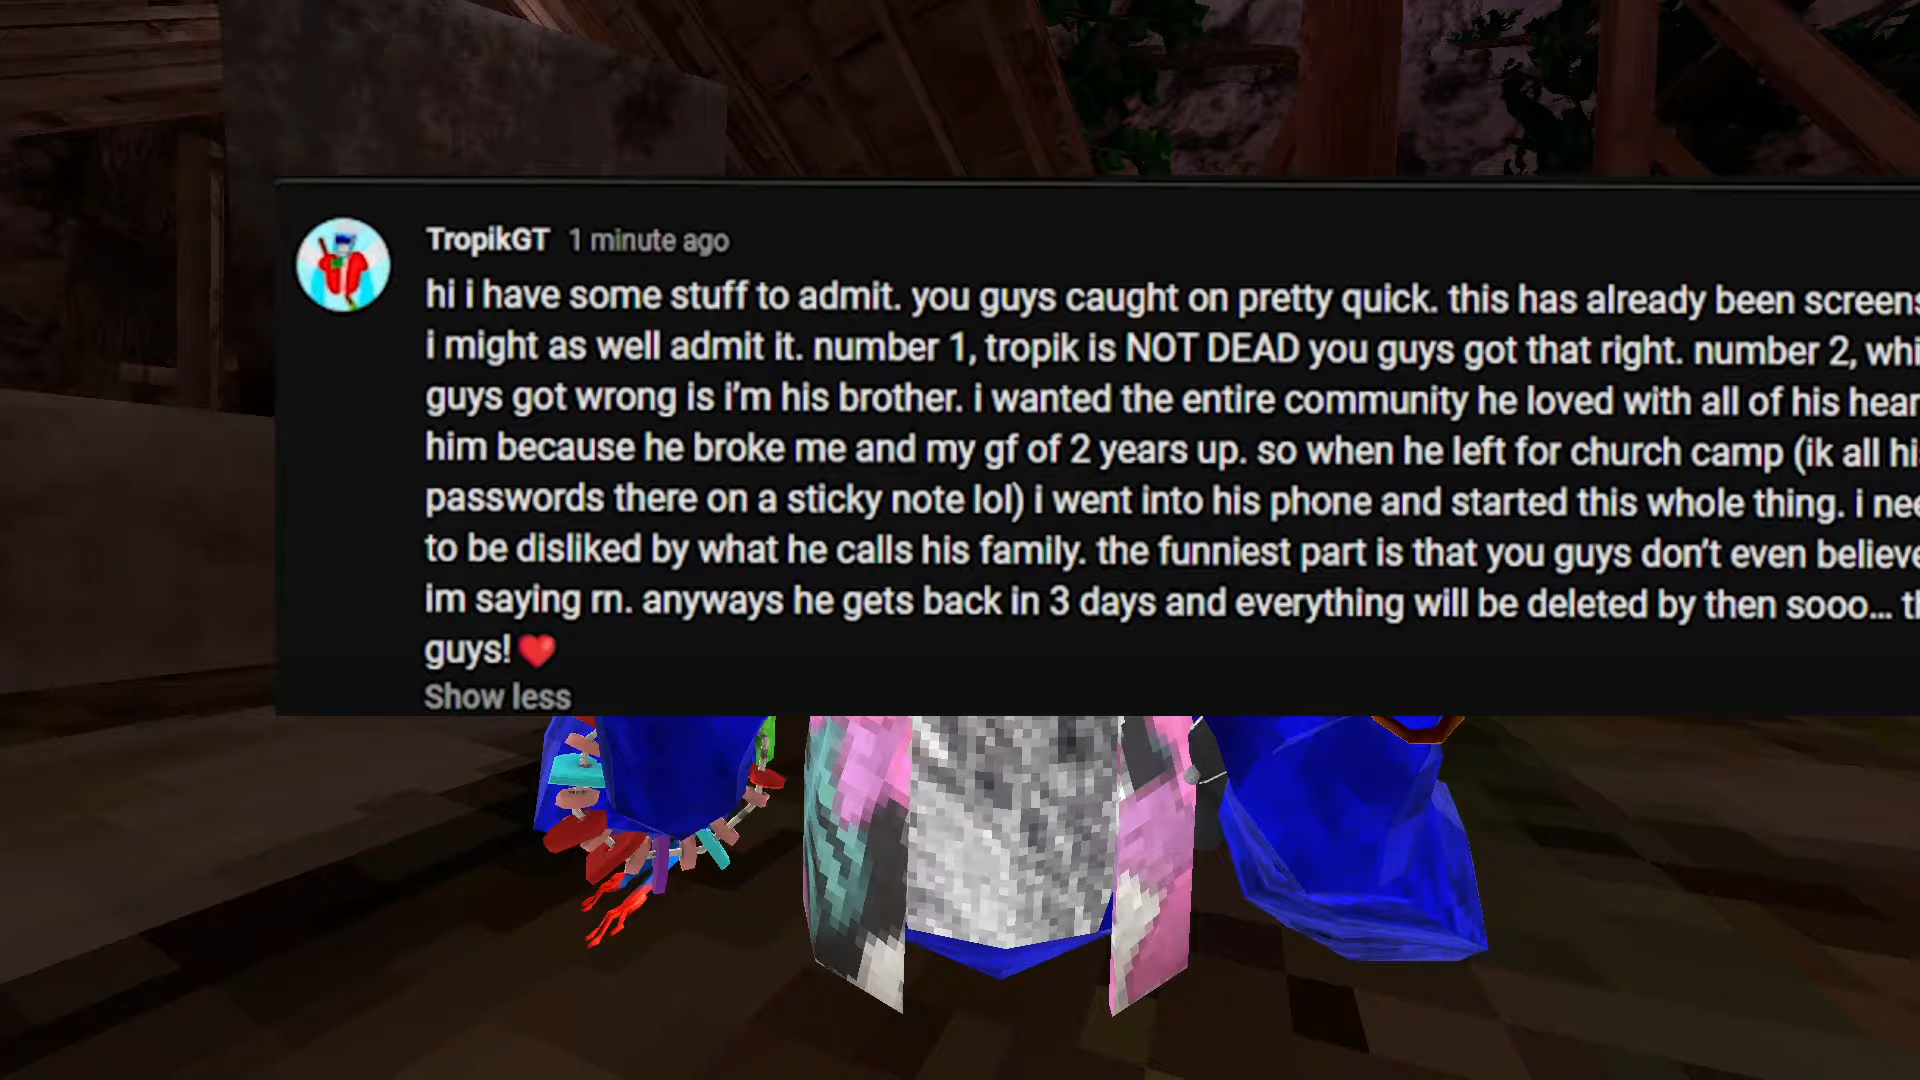 TropikGT 1 minute ago
hi i have some stuff to admit. you guys caught on pretty quick. this has already been
i might as well admit it. number 1, tropik is NOT DEAD you guys got that right. number 2,
guys got wrong is i'm his brother. i wanted the entire community he loved with all of his
him because he broke me and my gf of 2 years up. so when he left for church camp (ik all
passwords there on a sticky note lol) i went into his phone and started this whole thing. i
to be disliked by what he calls his family. the funniest part is that you guys don't even believe
im saying rn. anyways he gets back in 3 days and everything will be deleted by then sooo...
guys! ❤️
Show less